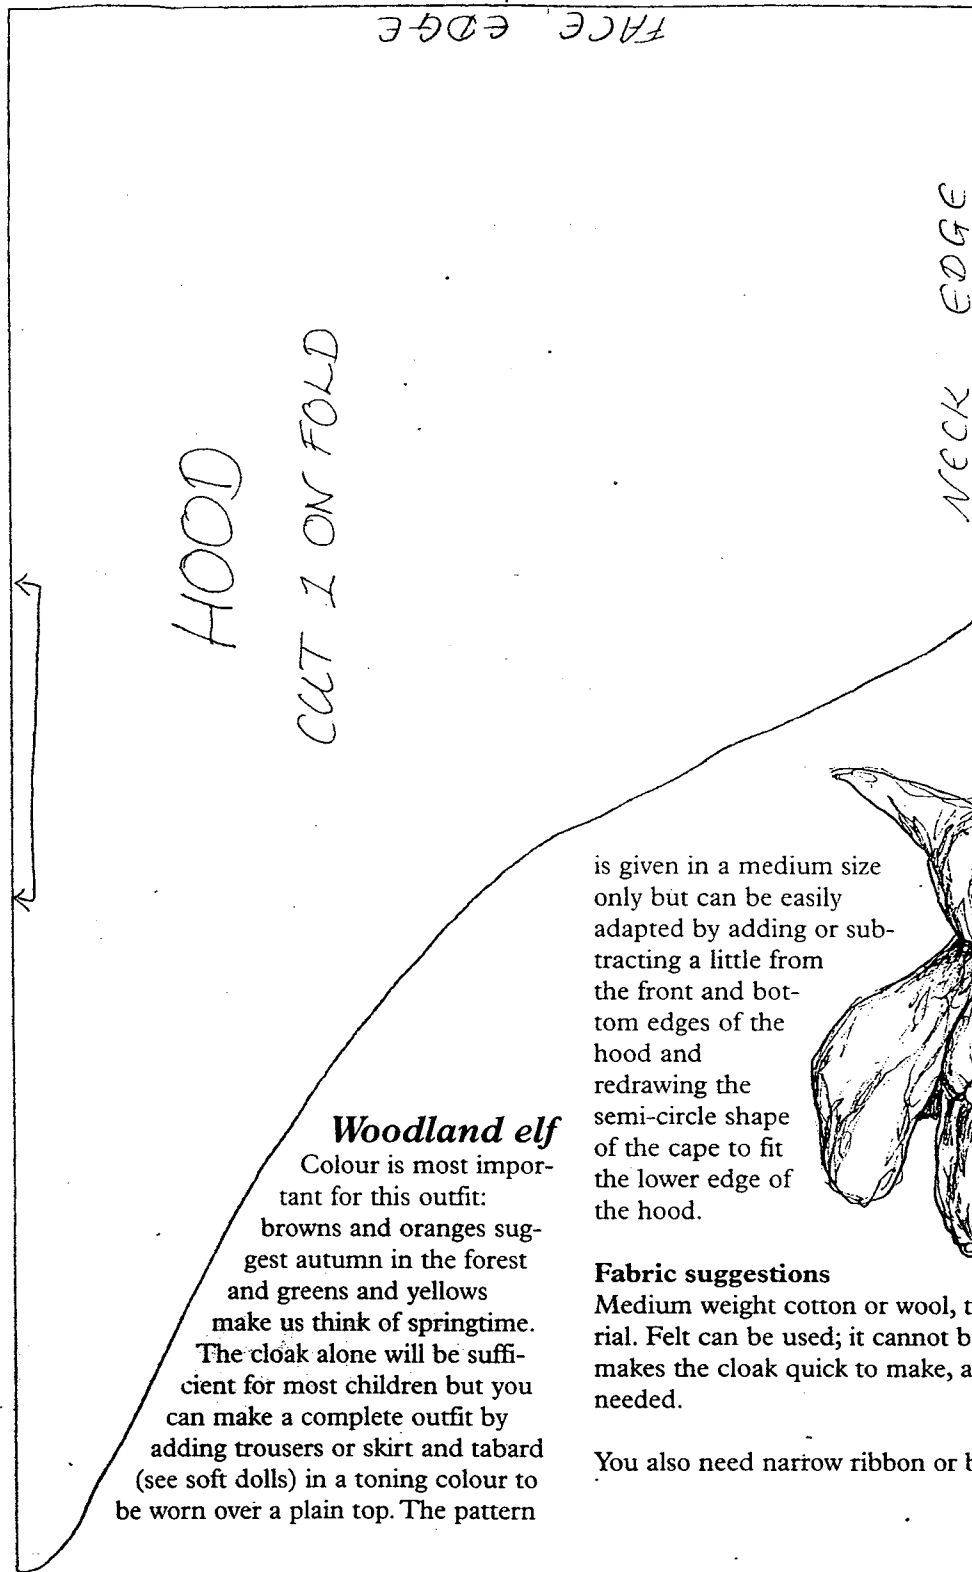 FACE EDGE
NECK EDGE
HOOD
CUT 1 ON FOLD
Woodland elf
Colour is most impor-
tant for this outfit:
browns and oranges sug-
gest autumn in the forest
and greens and yellows
make us think of springtime.
The cloak alone will be suffi-
cient for most children but you
can make a complete outfit by
adding trousers or skirt and tabard
(see soft dolls) in a toning colour to
be worn over a plain top. The pattern
is given in a medium size
only but can be easily
adapted by adding or sub-
tracting a little from
the front and bot-
tom edges of the
hood and
redrawing the
semi-circle shape
of the cape to fit
the lower edge of
the hood.
Fabric suggestions
Medium weight cotton or wool, t
rial. Felt can be used; it cannot b
makes the cloak quick to make, a
needed.
You also need narrow ribbon or b